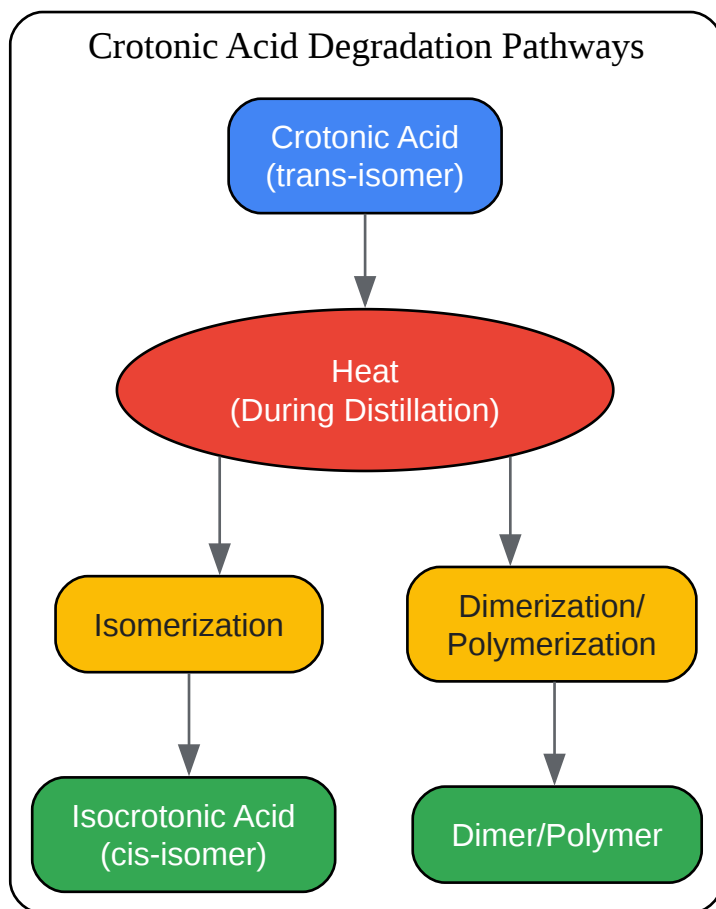 Crotonic Acid Degradation Pathways
Crotonic Acid
(trans-isomer)
Heat
(During Distillation)
Isomerization
Dimerization/
Polymerization
Isocrotonic Acid
(cis-isomer)
Dimer/Polymer